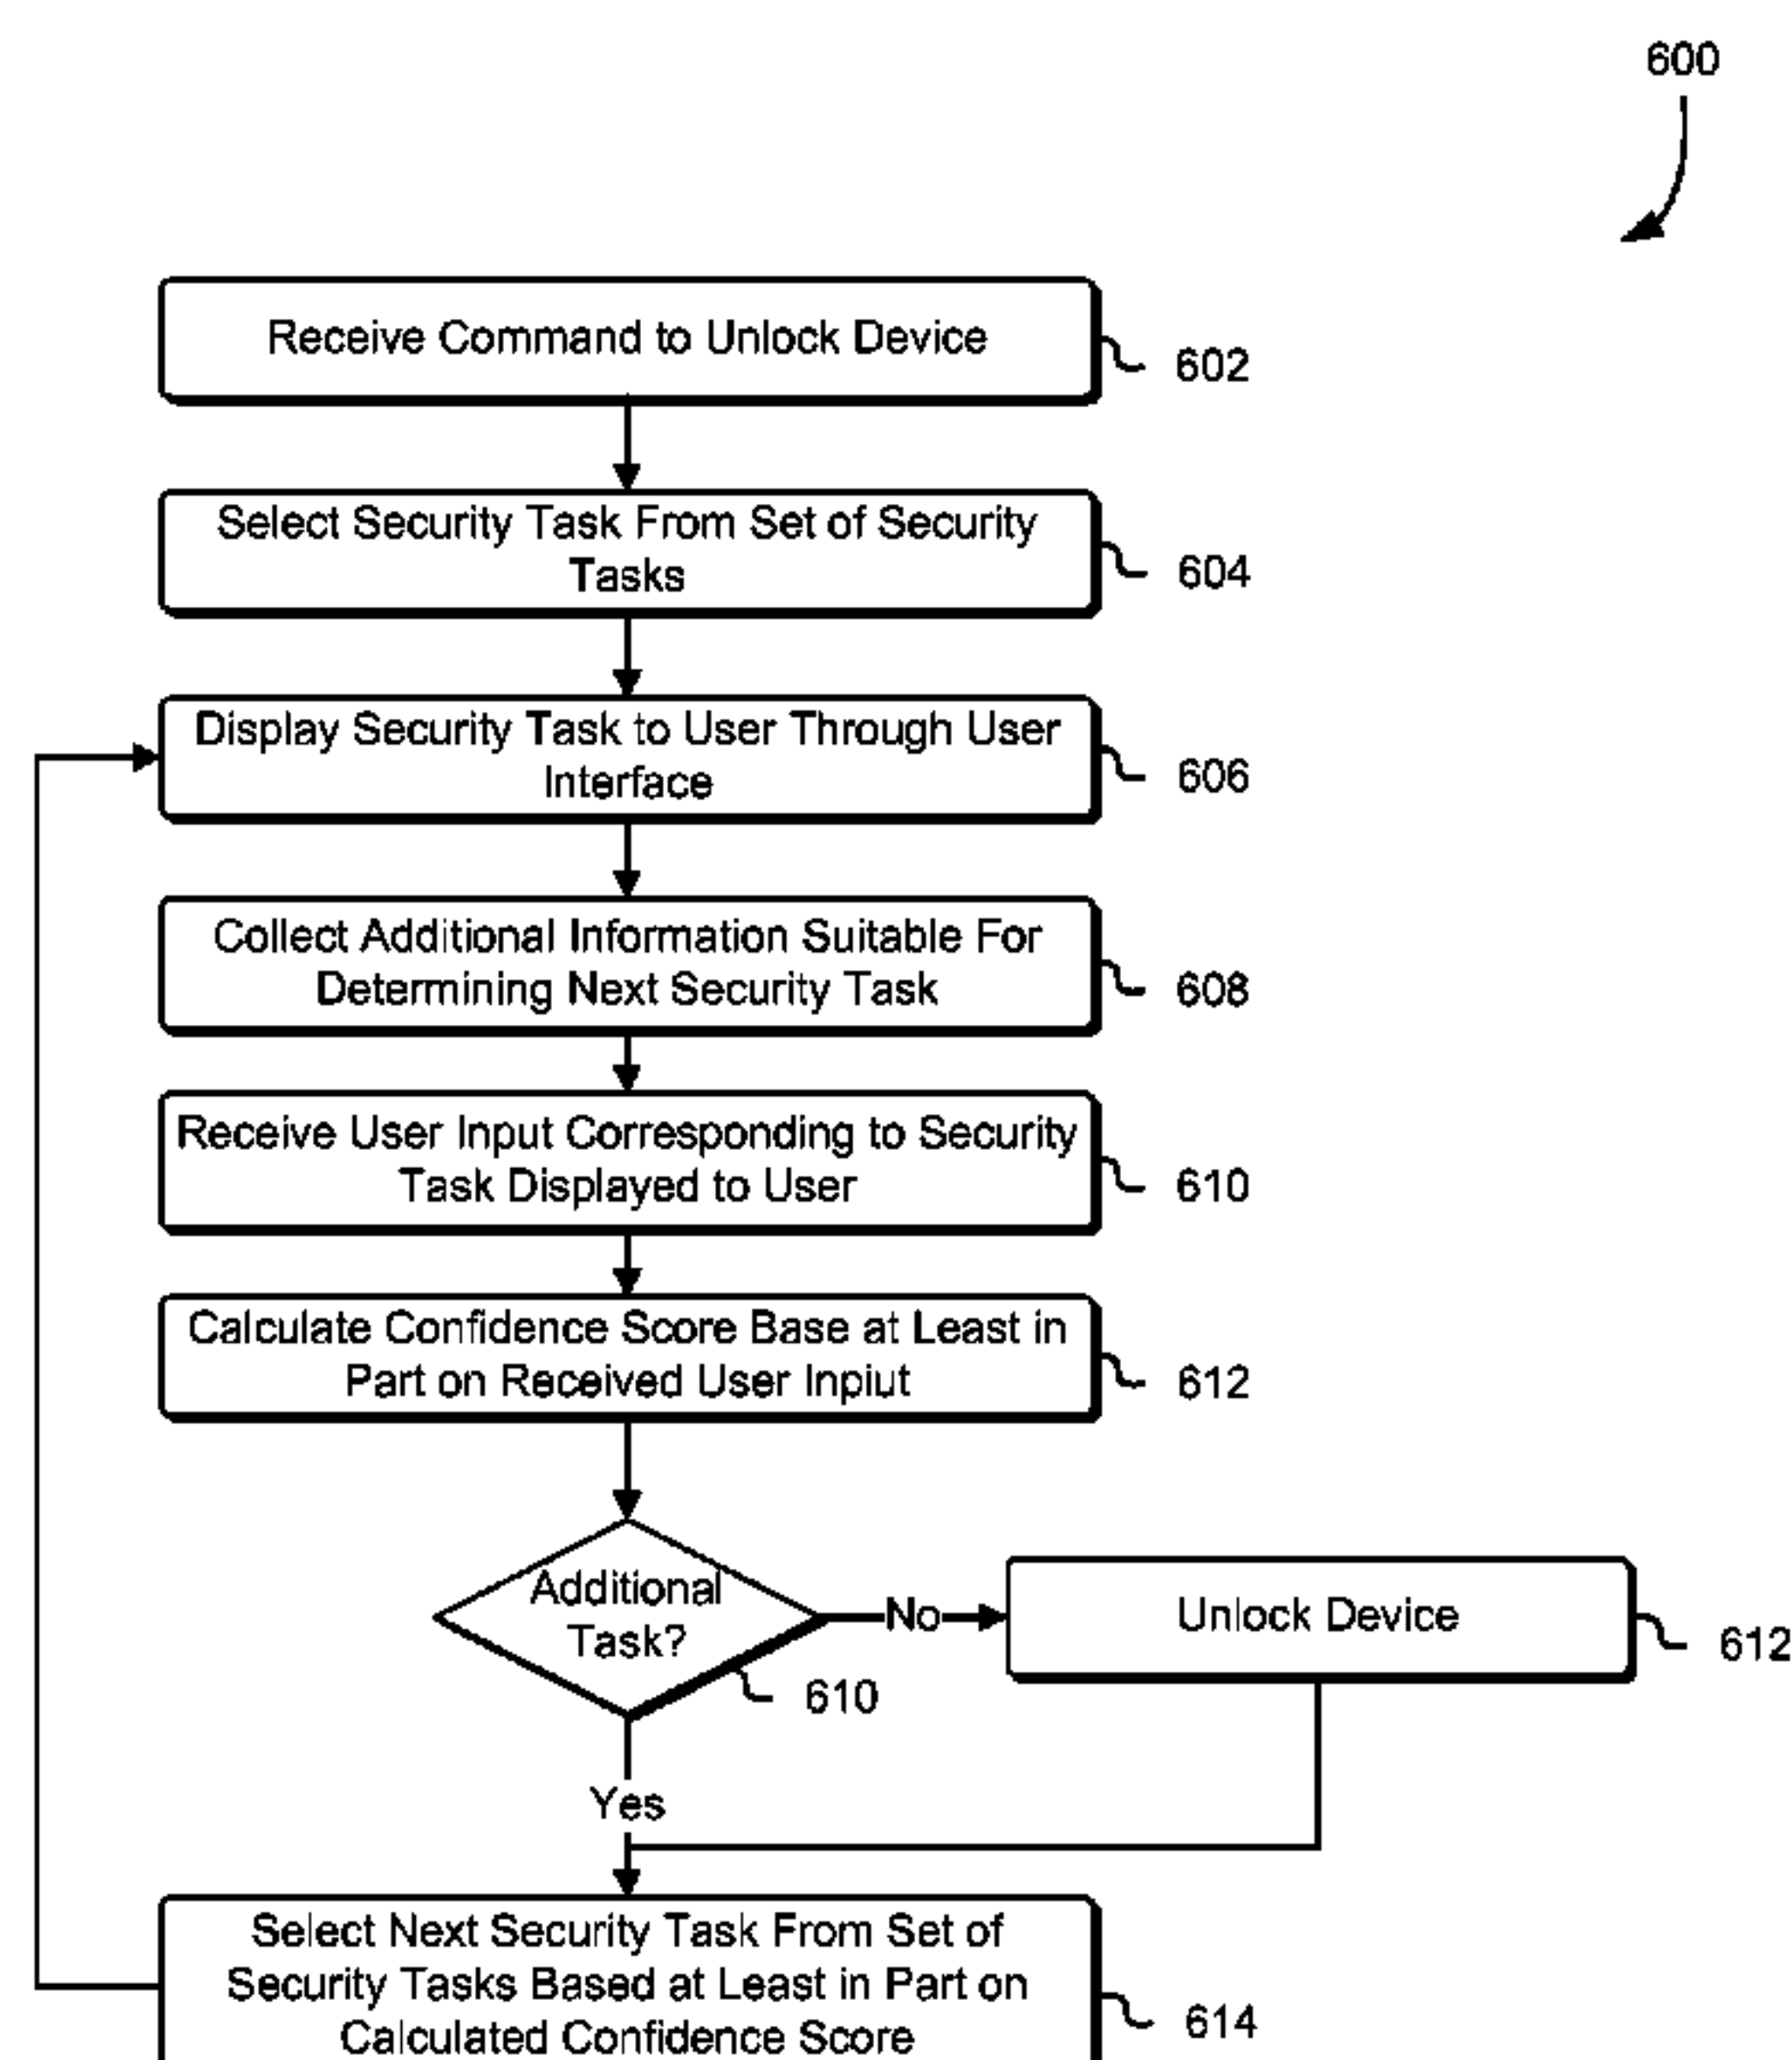 600
Receive Command to Unlock Device
602
Select Security Task From Set of Security
Tasks
604
Display Security Task to User Through User
Interface
606
Collect Additional Information Suitable For
Determining Next Security Task
608
Receive User Input Corresponding to Security
Task Displayed to User
610
Calculate Confidence Score Base at Least in
Part on Received User Inpiut
612
Additional
Task?
610
No
Unlock Device
612
Yes
Select Next Security Task From Set of
Security Tasks Based at Least in Part on
Calculated Confidence Score
614